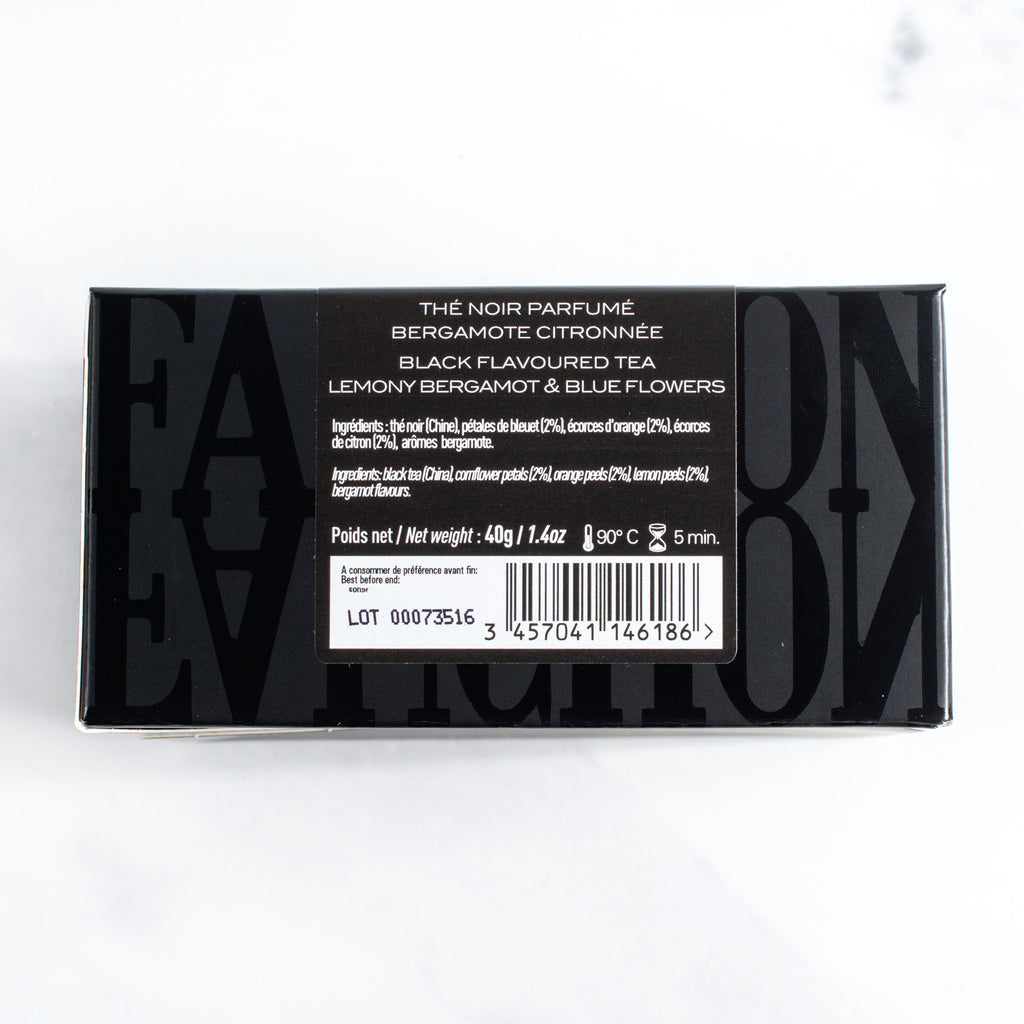 THÉ NOIR PARFUMÉ
BERGAMOTE CITRONNÉE
BLACK FLAVOURED TEA
LEMONY BERGAMOT & BLUE FLOWERS
Ingrédients : thé noir (Chine), pétales de bleuet (2%), écorces d'orange (2%), écorces
de citron (2%), arômes bergamote.
Ingredients: black tea (China), cornflower petals (2%), orange peels (2%), lemon peels (2%),
bergamot flavours.
Poids net / Net weight : 40g / 1.4oz 90° C 5 min.
A consommer de préférence avant fin:
Best before end:
LOT 00073516
3 457041 146186 >